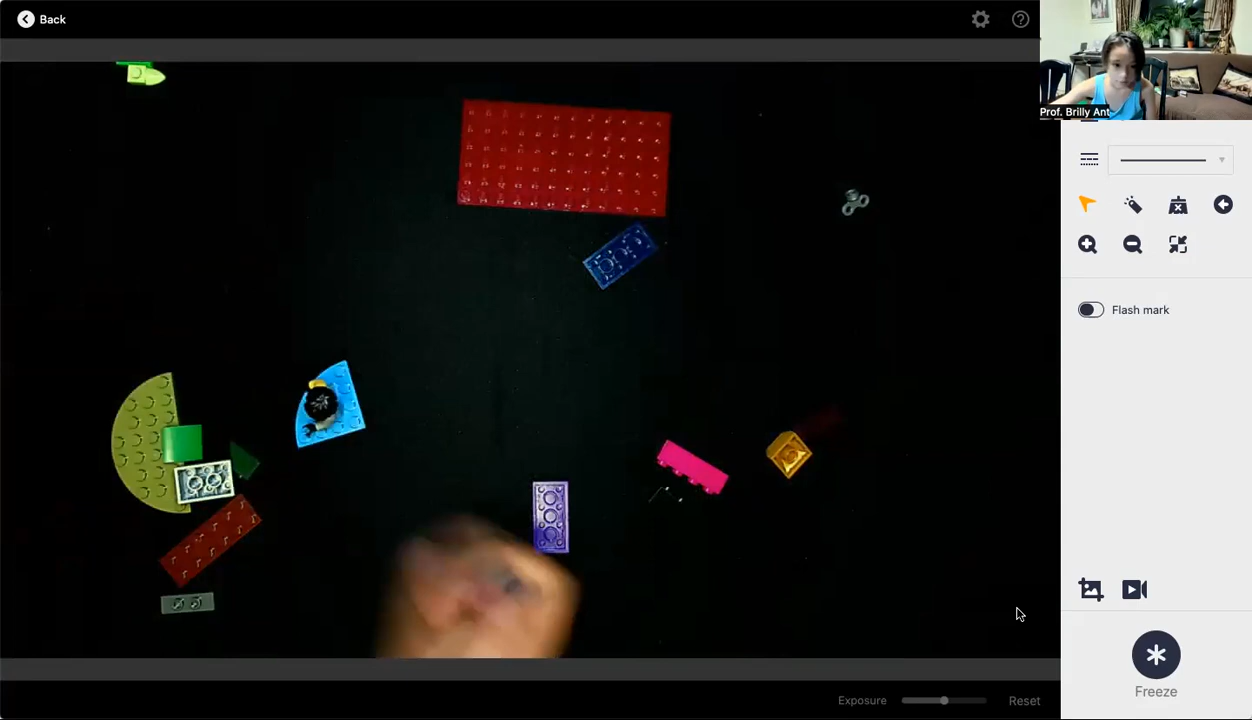 Back
Prof. Brilly Ant
Flash mark
Freeze
Exposure
Reset